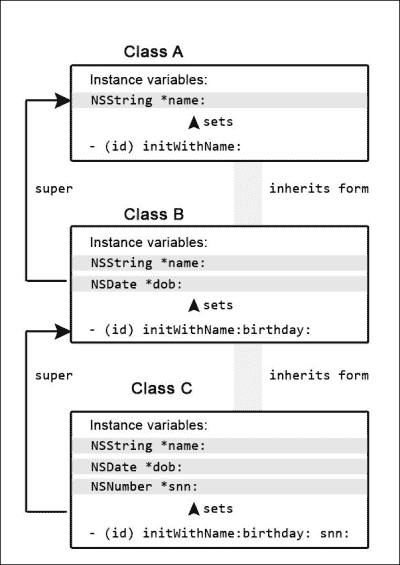 Class A
Instance variables:
NSString *name:
sets
- (id) initWithName:
super
inherits form
Class B
Instance variables:
NSString *name:
NSDate *dob:
sets
- (id) initWithName:birthday:
super
inherits form
Class C
Instance variables:
NSString *name:
NSDate *dob:
NSNumber *snn:
sets
- (id) initWithName:birthday: snn: